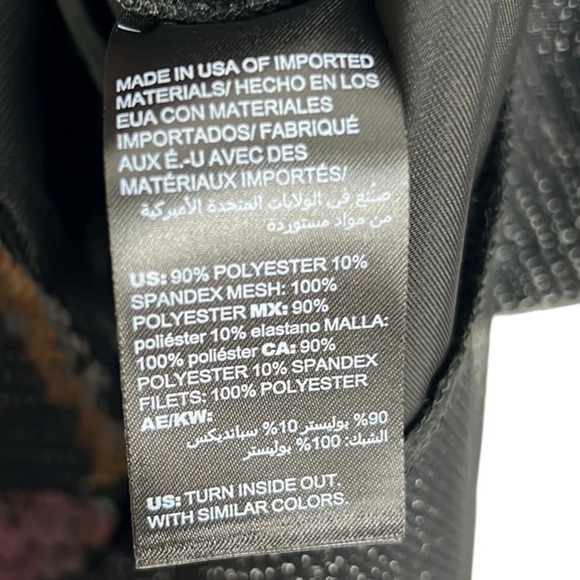 MADE IN USA OF IMPORTED
MATERIALS/ HECHO EN LOS
EUA CON MATERIALES
IMPORTADOS/ FABRIQUÉ
AUX É.-U AVEC DES
MATÉRIAUX IMPORTÉS/
صنع في الولايات المتحدة الأميركية
من مواد مستوردة
US: 90% POLYESTER 10%
SPANDEX MESH: 100%
POLYESTER MX: 90%
poliéster 10% elastano MALLA:
100% poliéster CA: 90%
POLYESTER 10% SPANDEX
FILETS: 100% POLYESTER
AE/KW:
90% بوليستر 10% سبانديكس
الشبك: 100% بوليستر
US: TURN INSIDE OUT.
WITH SIMILAR COLORS.